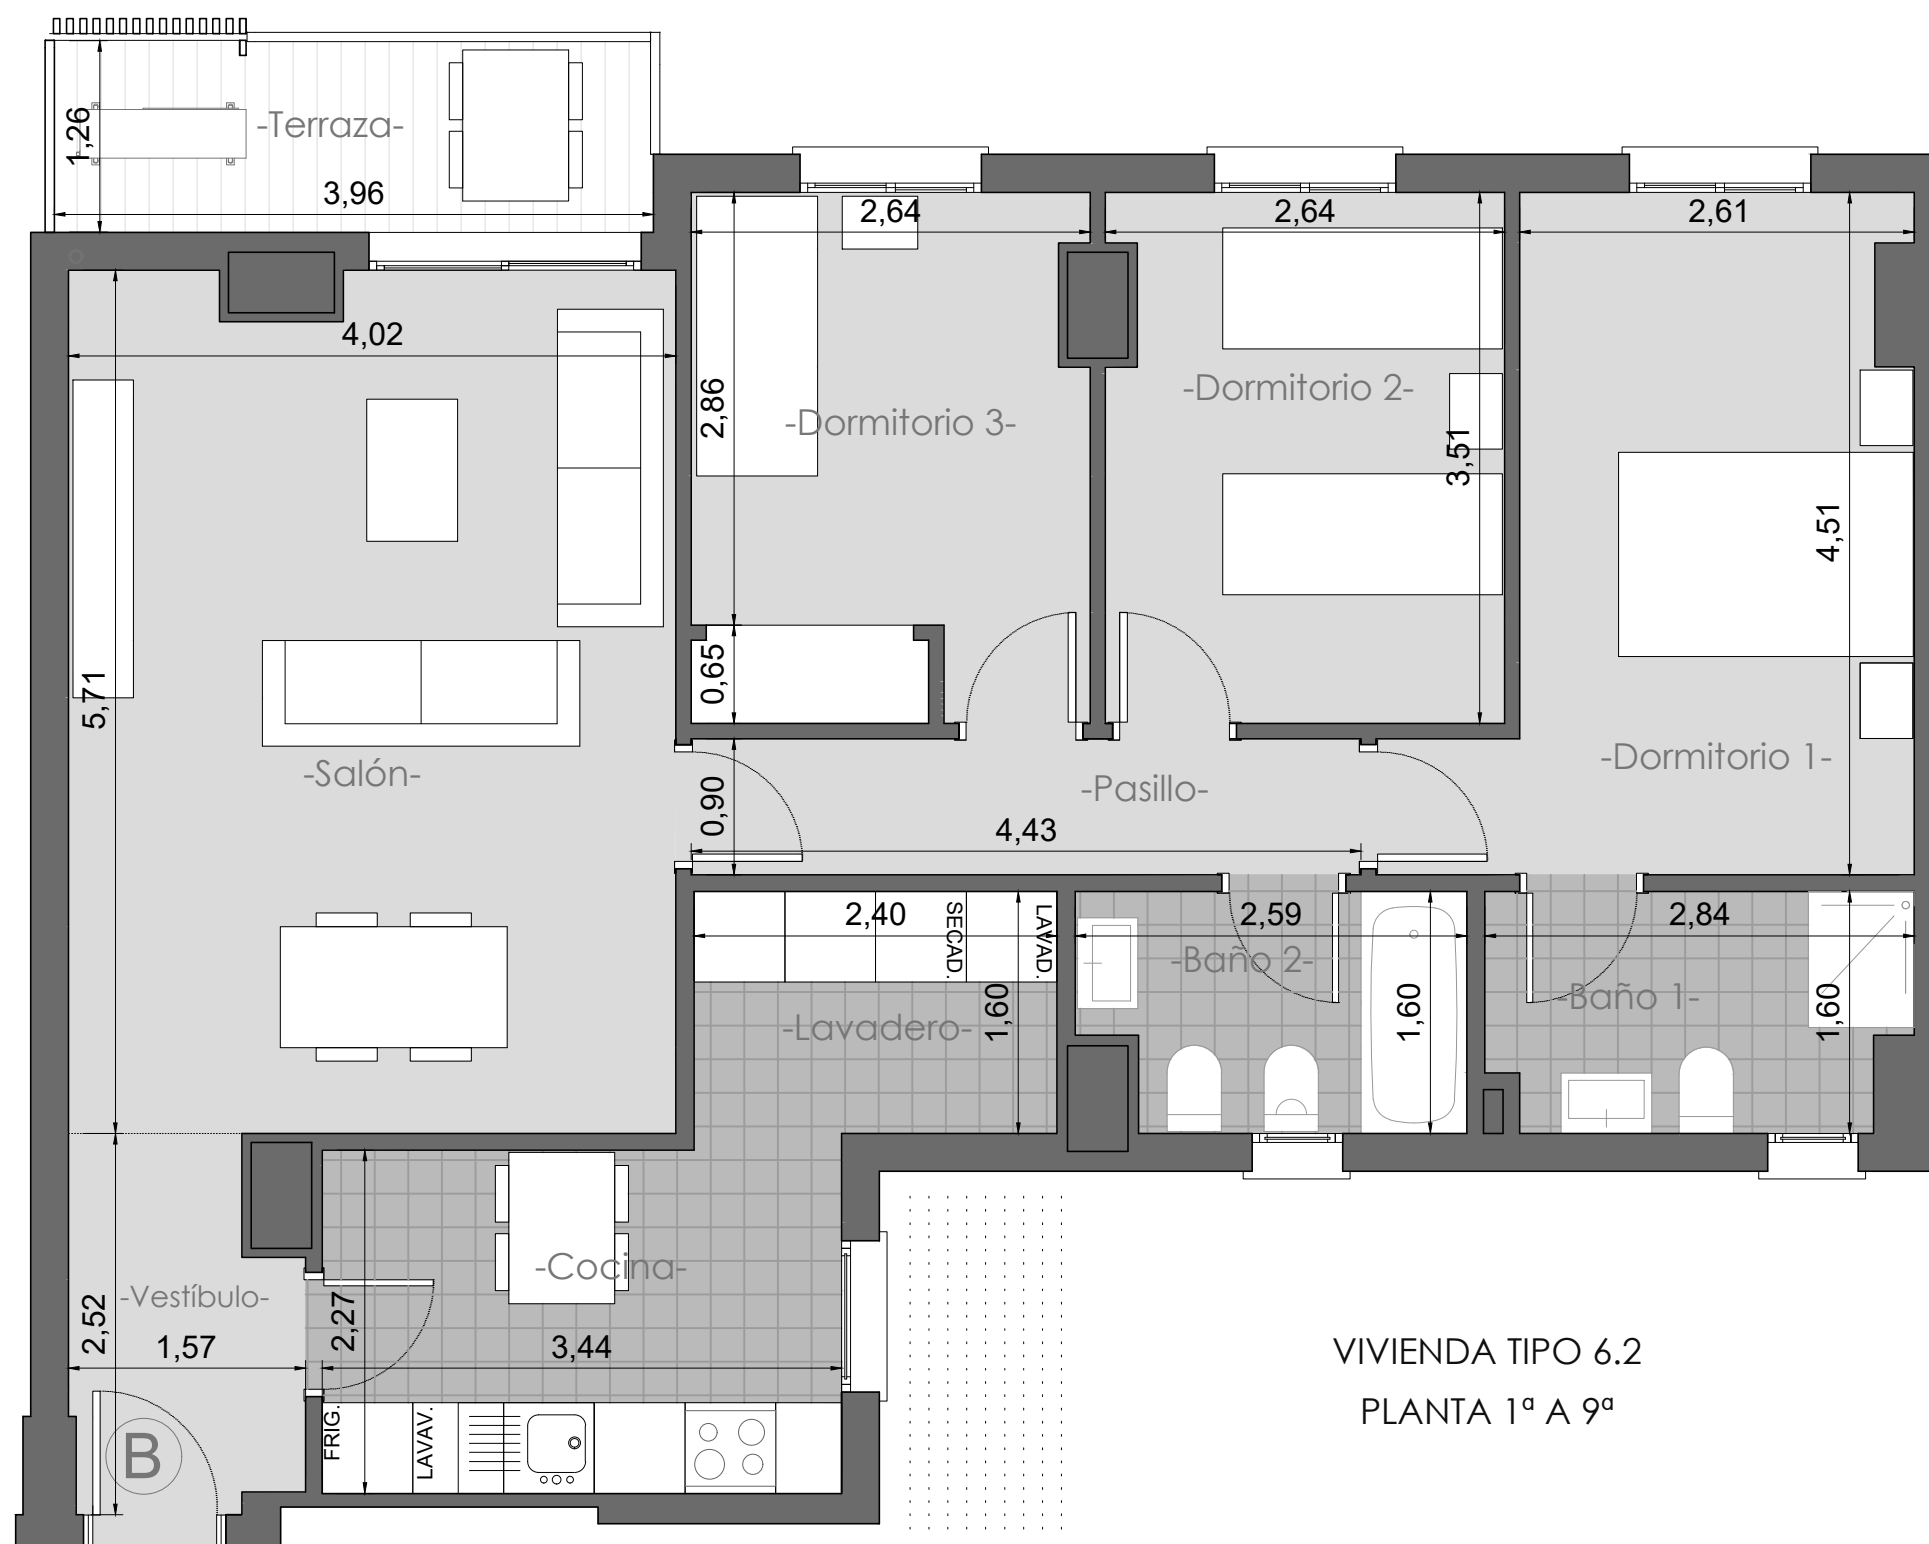 1,26
-Terraza-
3,96
2,64
2,64
2,61
4,02
2,86
-Dormitorio 3-
-Dormitorio 2-
3,51
4,51
5,71
0,65
-Salón-
-Dormitorio 1-
0,90
-Pasillo-
4,43
2,40
SECAD.
LAVAD.
2,59
2,84
-Baño 2-
-Baño 1-
-Lavadero-
1,60
1,60
1,60
-Cocina-
-Vestíbulo-
2,52
1,57
2,27
3,44
VIVIENDA TIPO 6.2
PLANTA 1ª A 9ª
FRIG.
LAVAV.
B